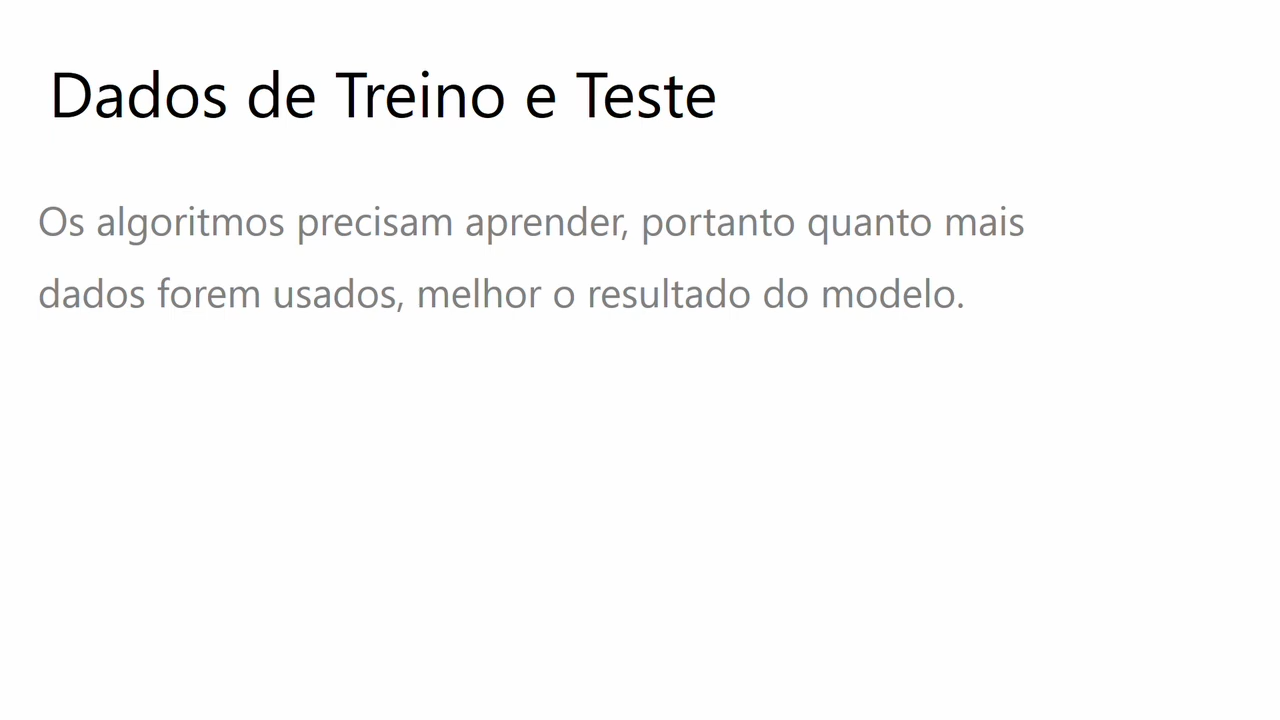 Dados de Treino e Teste
Os algoritmos precisam aprender, portanto quanto mais
dados forem usados, melhor o resultado do modelo.